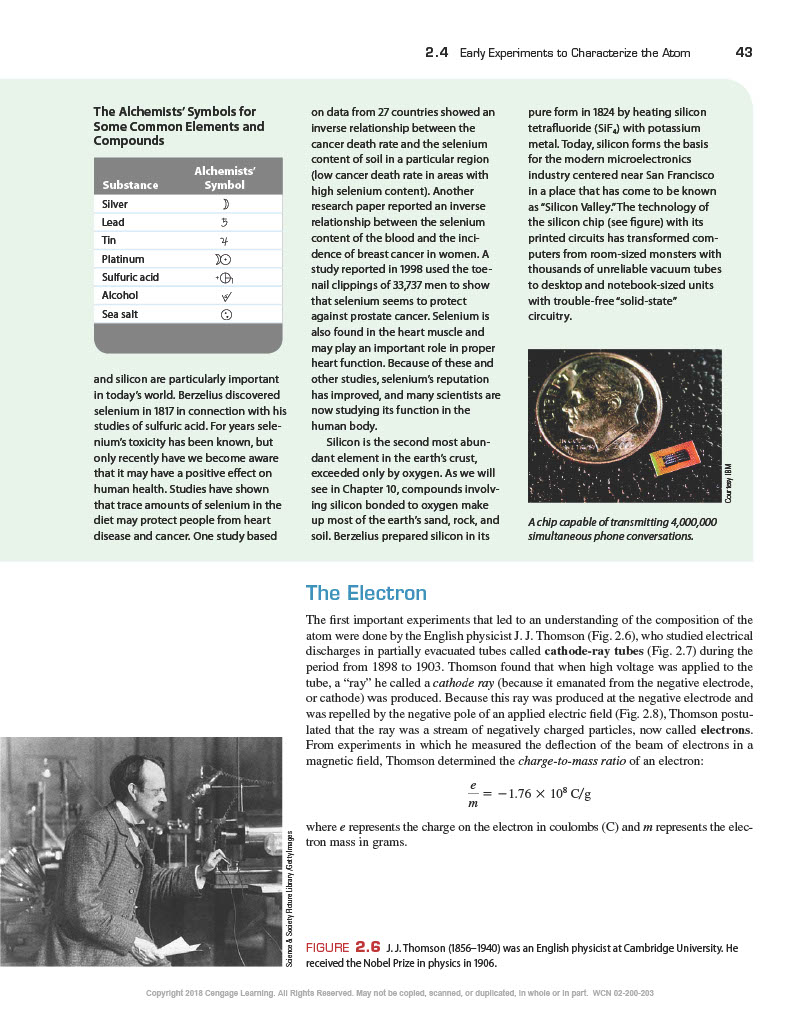 2.4 Early Experiments to Characterize the Atom 43
The Alchemists’ Symbols for
Some Common Elements and
Compounds
Substance Alchemists’ Symbol
Silver
Lead
Tin
Platinum
Sulfuric acid
Alcohol
Sea salt
and silicon are particularly important
in today’s world. Berzelius discovered
selenium in 1817 in connection with his
studies of sulfuric acid. For years sele-
nium’s toxicity has been known, but
only recently have we become aware
that it may have a positive effect on
human health. Studies have shown
that trace amounts of selenium in the
diet may protect people from heart
disease and cancer. One study based
on data from 27 countries showed an
inverse relationship between the
cancer death rate and the selenium
content of soil in a particular region
(low cancer death rate in areas with
high selenium content). Another
research paper reported an inverse
relationship between the selenium
content of the blood and the inci-
dence of breast cancer in women. A
study reported in 1998 used the toe-
nail clippings of 33,737 men to show
that selenium seems to protect
against prostate cancer. Selenium is
also found in the heart muscle and
may play an important role in proper
heart function. Because of these and
other studies, selenium’s reputation
has improved, and many scientists are
now studying its function in the
human body.
Silicon is the second most abun-
dant element in the earth’s crust,
exceeded only by oxygen. As we will
see in Chapter 10, compounds involv-
ing silicon bonded to oxygen make
up most of the earth’s sand, rock, and
soil. Berzelius prepared silicon in its
pure form in 1824 by heating silicon
tetrafluoride (SiF₄) with potassium
metal. Today, silicon forms the basis
for the modern microelectronics
industry centered near San Francisco
in a place that has come to be known
as “Silicon Valley.” The technology of
the silicon chip (see figure) with its
printed circuits has transformed com-
puters from room-sized monsters with
thousands of unreliable vacuum tubes
to desktop and notebook-sized units
with trouble-free “solid-state”
circuitry.
Courtesy IBM
A chip capable of transmitting 4,000,000
simultaneous phone conversations.
The Electron
The first important experiments that led to an understanding of the composition of the
atom were done by the English physicist J. J. Thomson (Fig. 2.6), who studied electrical
discharges in partially evacuated tubes called cathode-ray tubes (Fig. 2.7) during the
period from 1898 to 1903. Thomson found that when high voltage was applied to the
tube, a “ray” he called a cathode ray (because it emanated from the negative electrode,
or cathode) was produced. Because this ray was produced at the negative electrode and
was repelled by the negative pole of an applied electric field (Fig. 2.8), Thomson postu-
lated that the ray was a stream of negatively charged particles, now called electrons.
From experiments in which he measured the deflection of the beam of electrons in a
magnetic field, Thomson determined the charge-to-mass ratio of an electron:
e/m = −1.76 × 10⁸ C/g
where e represents the charge on the electron in coulombs (C) and m represents the elec-
tron mass in grams.
Science & Society Picture Library/Getty Images
FIGURE 2.6 J. J. Thomson (1856–1940) was an English physicist at Cambridge University. He
received the Nobel Prize in physics in 1906.
Copyright 2018 Cengage Learning. All Rights Reserved. May not be copied, scanned, or duplicated, in whole or in part. WCN 02-200-203